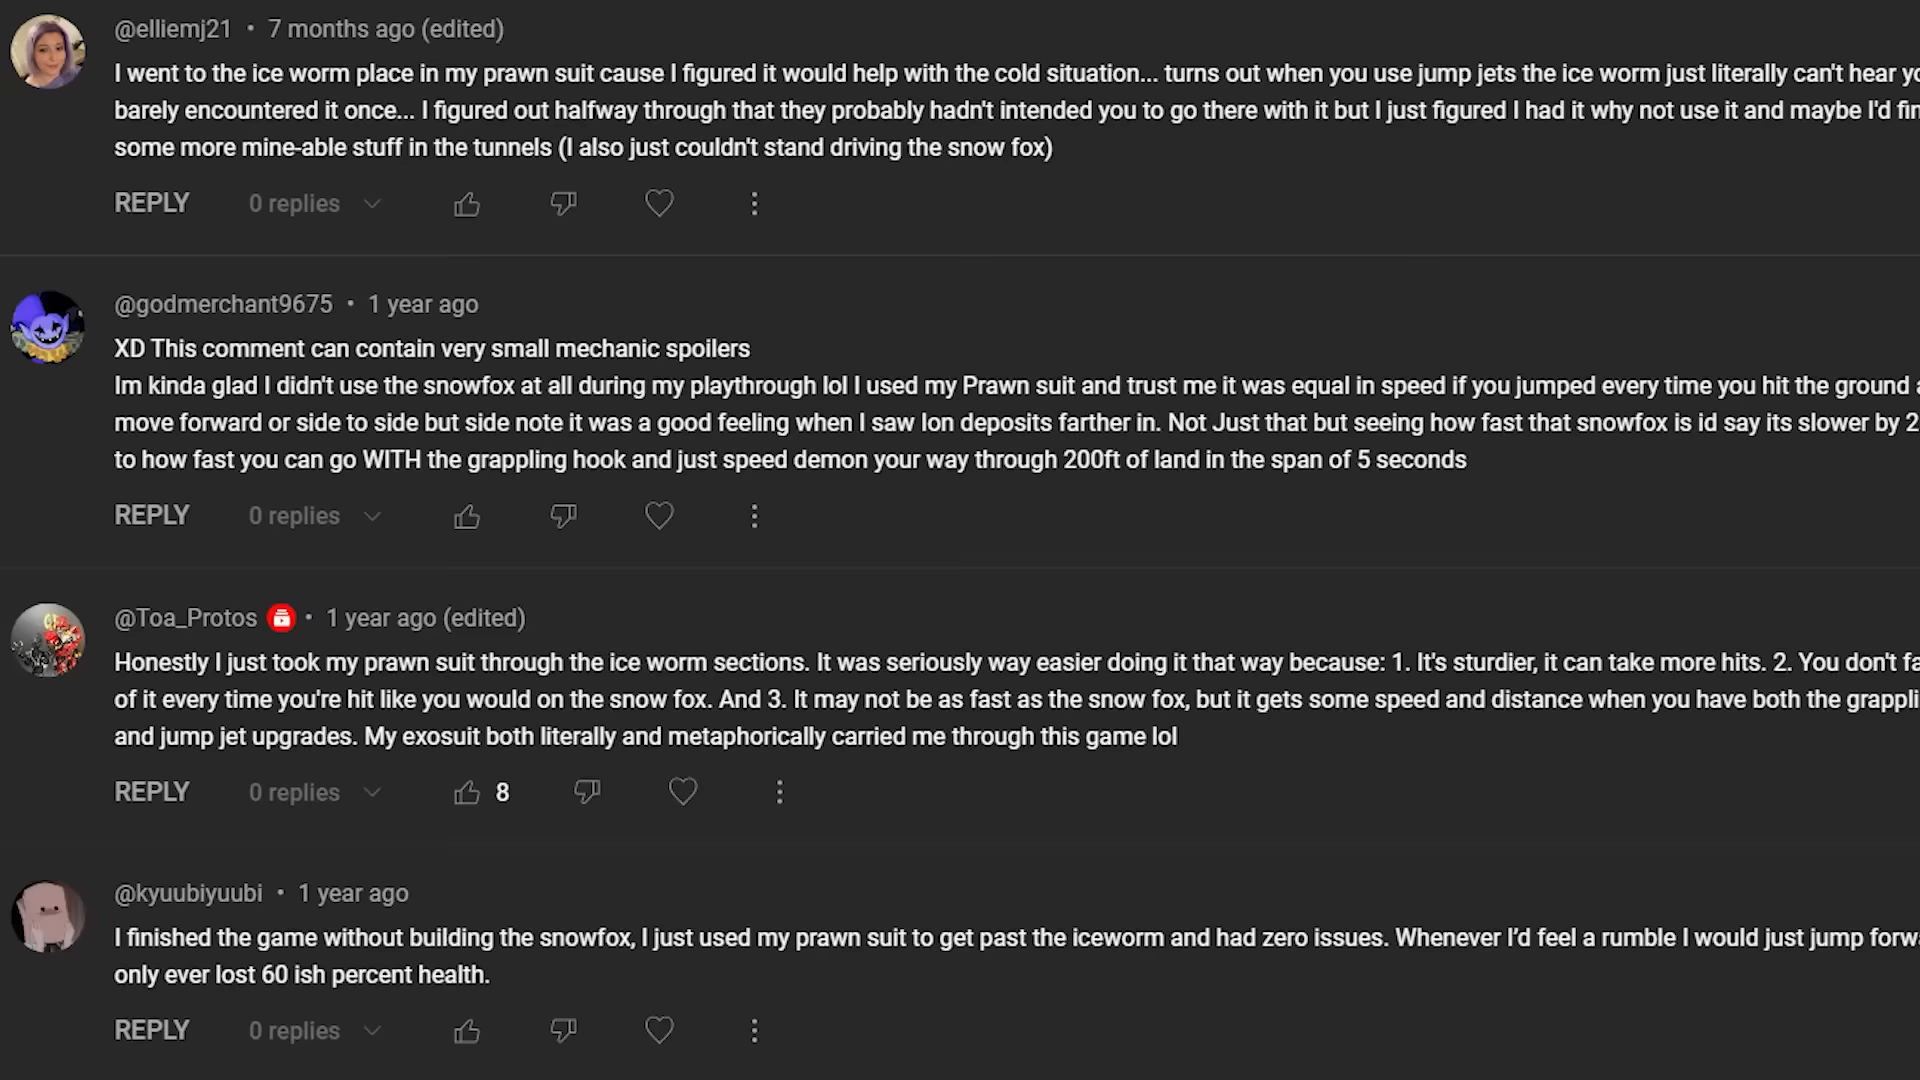 @elliemj21 • 7 months ago (edited)
I went to the ice worm place in my prawn suit cause I figured it would help with the cold situation... turns out when you use jump jets the ice worm just literally can't hear
barely encountered it once... I figured out halfway through that they probably hadn't intended you to go there with it but I just figured I had it why not use it and maybe I'd
some more mine-able stuff in the tunnels (I also just couldn't stand driving the snow fox)
REPLY 0 replies
@godmerchant9675 • 1 year ago
XD This comment can contain very small mechanic spoilers
Im kinda glad I didn't use the snowfox at all during my playthrough lol I used my Prawn suit and trust me it was equal in speed if you jumped every time you hit the ground
move forward or side to side but side note it was a good feeling when I saw Ion deposits farther in. Not Just that but seeing how fast that snowfox is id say its slower by 2
to how fast you can go WITH the grappling hook and just speed demon your way through 200ft of land in the span of 5 seconds
REPLY 0 replies
@Toa_Protos • 1 year ago (edited)
Honestly I just took my prawn suit through the ice worm sections. It was seriously way easier doing it that way because: 1. It's sturdier, it can take more hits. 2. You don't
of it every time you're hit like you would on the snow fox. And 3. It may not be as fast as the snow fox, but it gets some speed and distance when you have both the
and jump jet upgrades. My exosuit both literally and metaphorically carried me through this game lol
REPLY 0 replies 8
@kyuubiyuubi • 1 year ago
I finished the game without building the snowfox, I just used my prawn suit to get past the iceworm and had zero issues. Whenever I'd feel a rumble I would just jump
only ever lost 60 ish percent health.
REPLY 0 replies